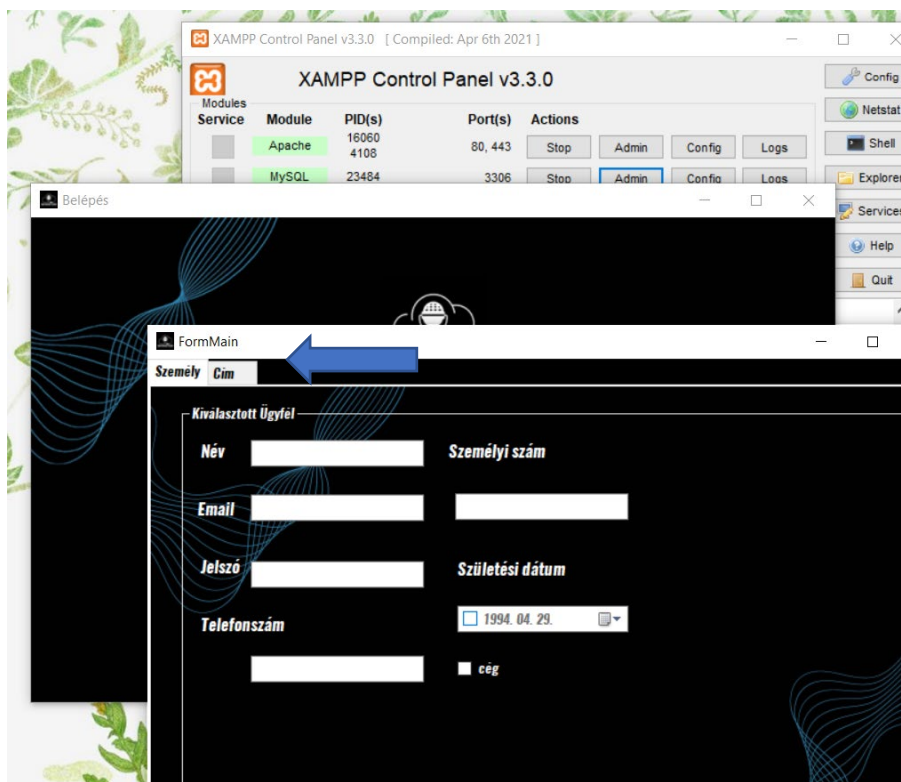 XAMPP Control Panel v3.3.0 [ Compiled: Apr 6th 2021 ]
XAMPP Control Panel v3.3.0
Config
Modules
Service Module PID(s) Port(s) Actions
Netstat
Apache 16060 4108 80, 443 Stop Admin Config Logs
Shell
MySQL 23484 3306 Stop Admin Config Logs
Explorer
Belépés
Services
Help
Quit
FormMain
Személy Cím
Kiválasztott Ügyfél
Név
Személyi szám
Email
Jelszó
Születési dátum
1994. 04. 29.
Telefonszám
cég